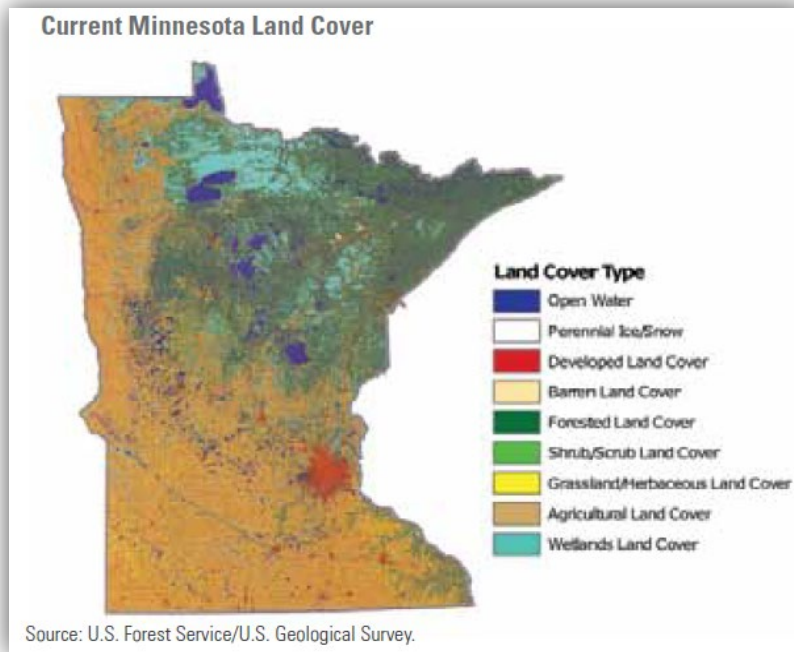 Current Minnesota Land Cover
Land Cover Type
Open Water
Perennial Ice/Snow
Developed Land Cover
Barren Land Cover
Forested Land Cover
Shrub/Scrub Land Cover
Grassland/Herbaceous Land Cover
Agricultural Land Cover
Wetlands Land Cover
Source: U.S. Forest Service/U.S. Geological Survey.